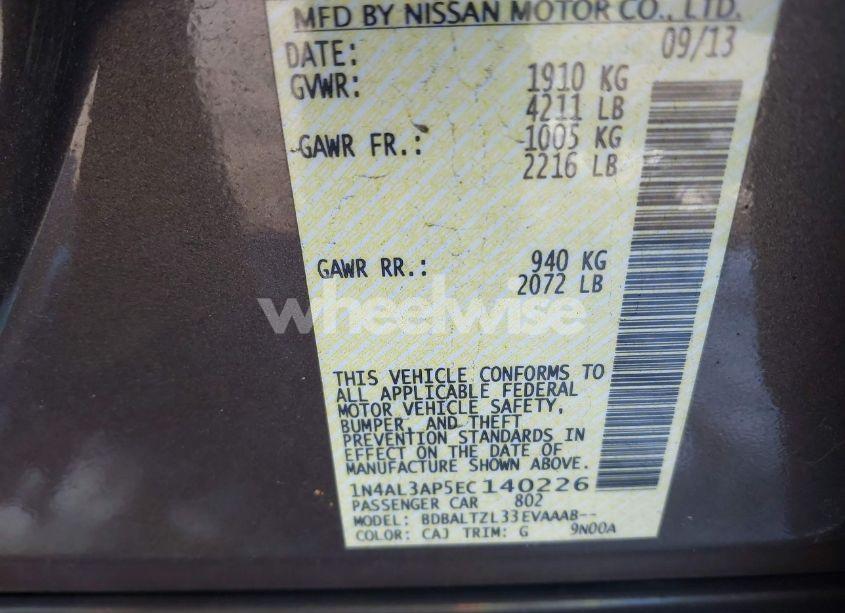 MFD BY NISSAN MOTOR CO., LTD.
DATE: 09/13
GVWR: 1910 KG
4211 LB
GAWR FR.: 1005 KG
2216 LB
GAWR RR.: 940 KG
2072 LB
wheelwise
THIS VEHICLE CONFORMS TO
ALL APPLICABLE FEDERAL
MOTOR VEHICLE SAFETY,
BUMPER, AND THEFT
PREVENTION STANDARDS IN
EFFECT ON THE DATE OF
MANUFACTURE SHOWN ABOVE.
1N4AL3AP5EC140226
PASSENGER CAR 802
MODEL: BDBALTZL33EVAAAB--
COLOR: CAJ TRIM: G 9N00A